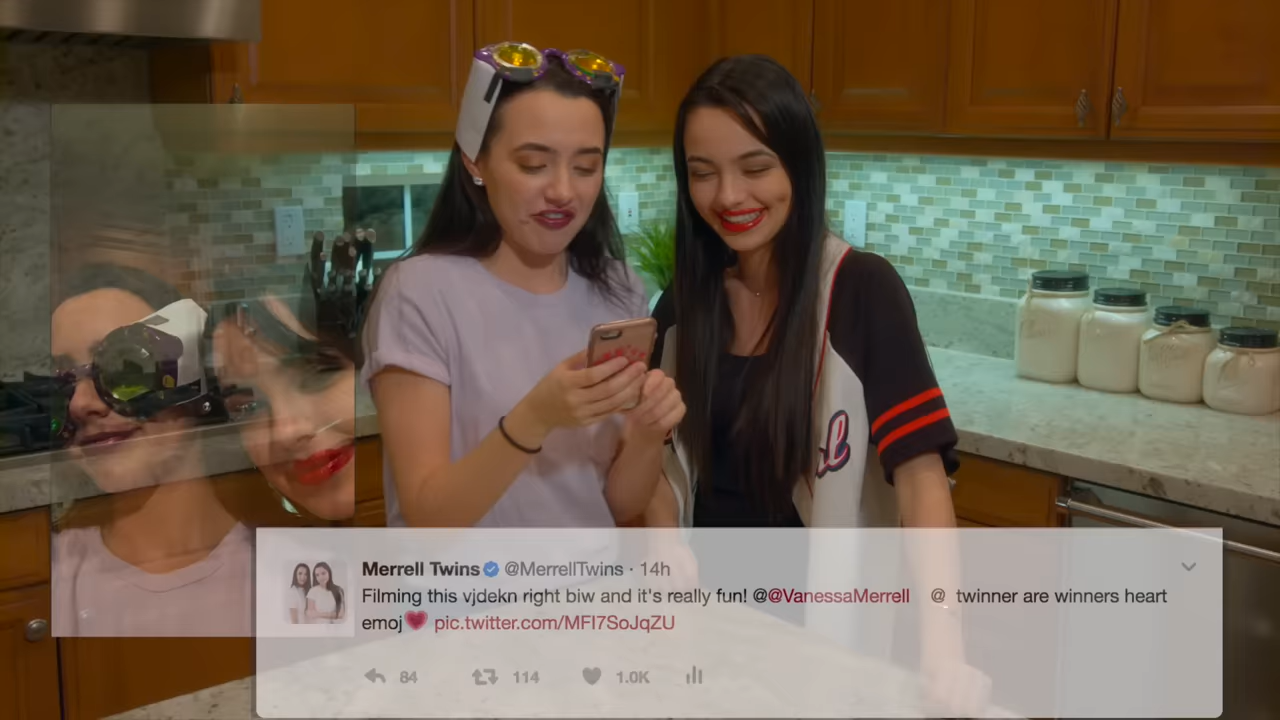 Merrell Twins @MerrellTwins · 14h
Filming this vjdekn right biw and it's really fun! @@VanessaMerrell @ twinner are winners heart
emoj💗 pic.twitter.com/MFI7SoJqZU
84 114 1.0K